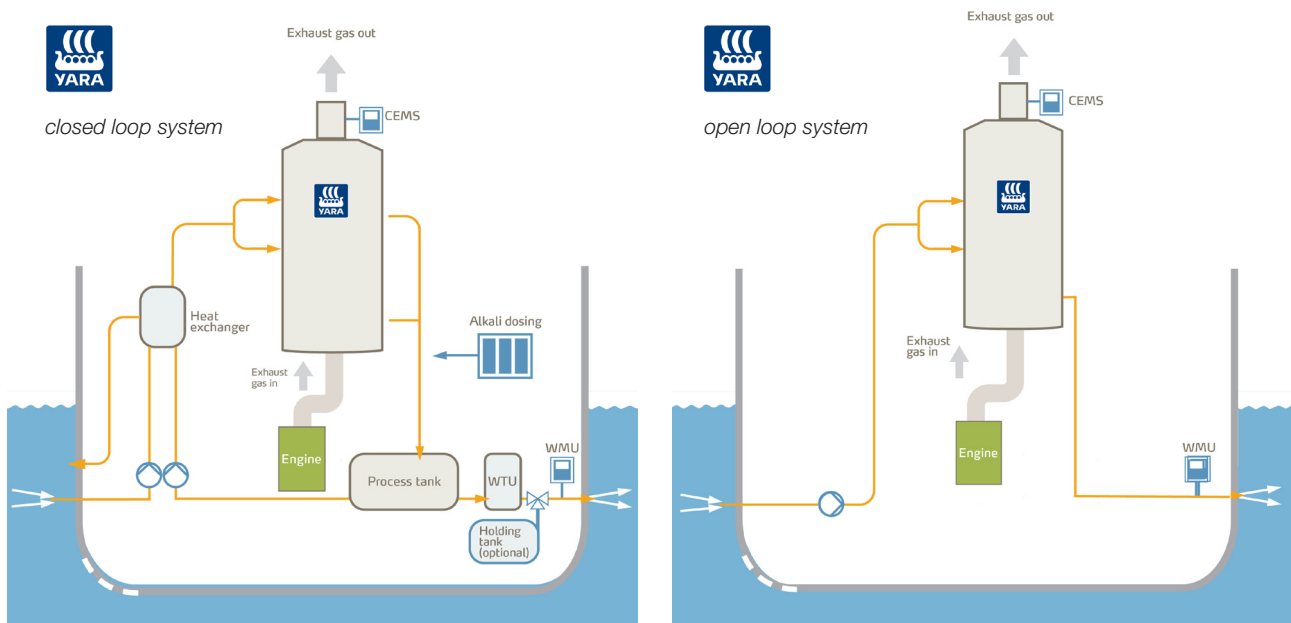 YARA
closed loop system
Exhaust gas out
CEMS
YARA
Heat
exchanger
Exhaust
gas in
Alkali dosing
Engine
Process tank
WTU
WMU
Holding
tank
(optional)
YARA
open loop system
Exhaust gas out
CEMS
YARA
Exhaust
gas in
Engine
WMU